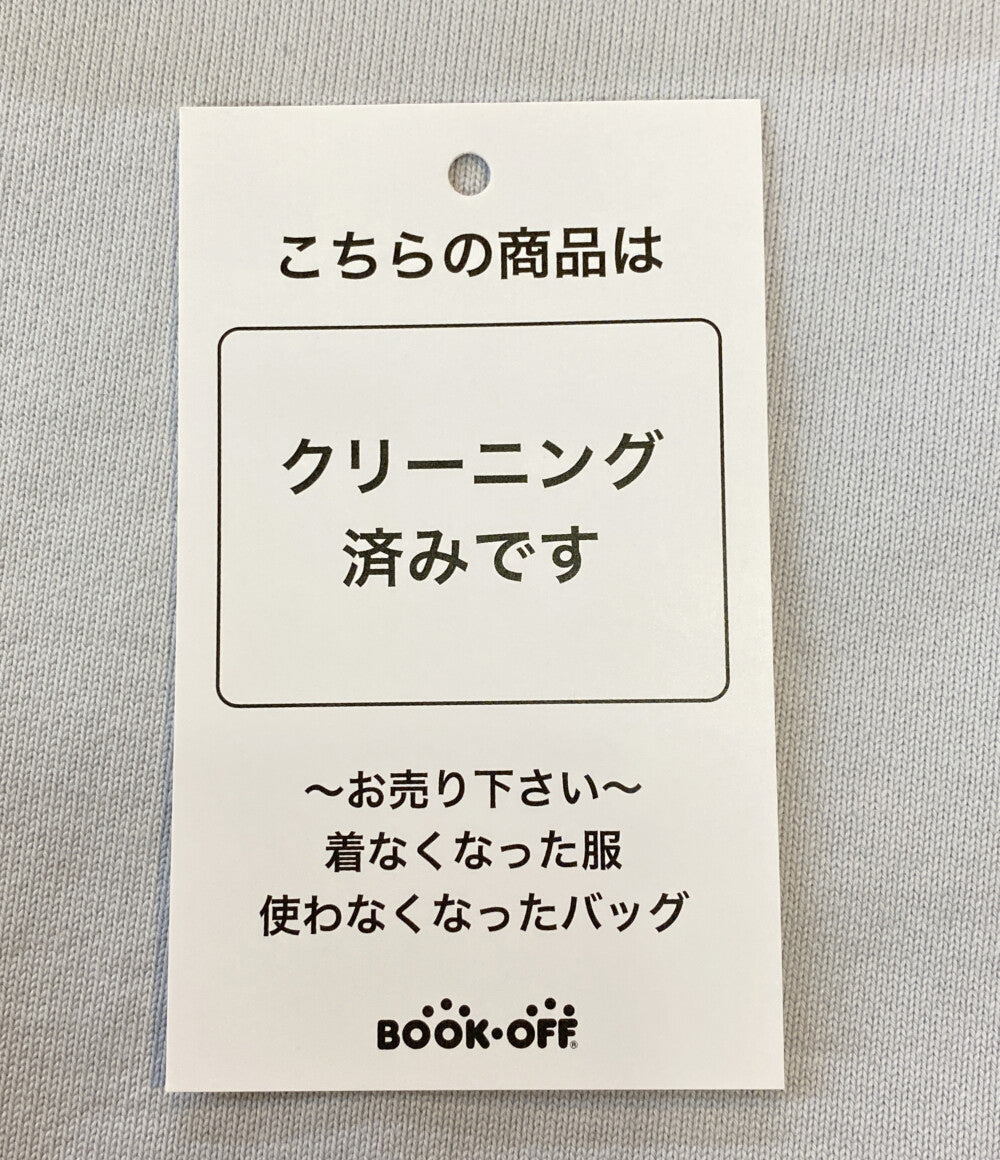 こちらの商品は
クリーニング
済みです
～お売り下さい～
着なくなった服
使わなくなったバッグ
BOOK・OFF®